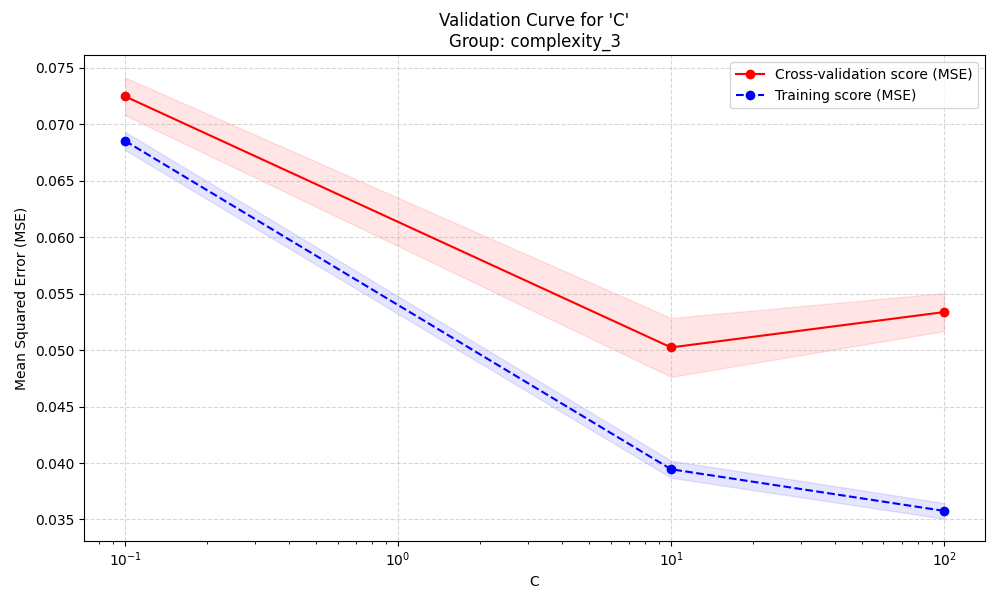 Validation Curve for 'C'
Group: complexity_3
Cross-validation score (MSE)
Training score (MSE)
Mean Squared Error (MSE)
0.075
0.070
0.065
0.060
0.055
0.050
0.045
0.040
0.035
10⁻¹ 10⁰ 10¹ 10²
C